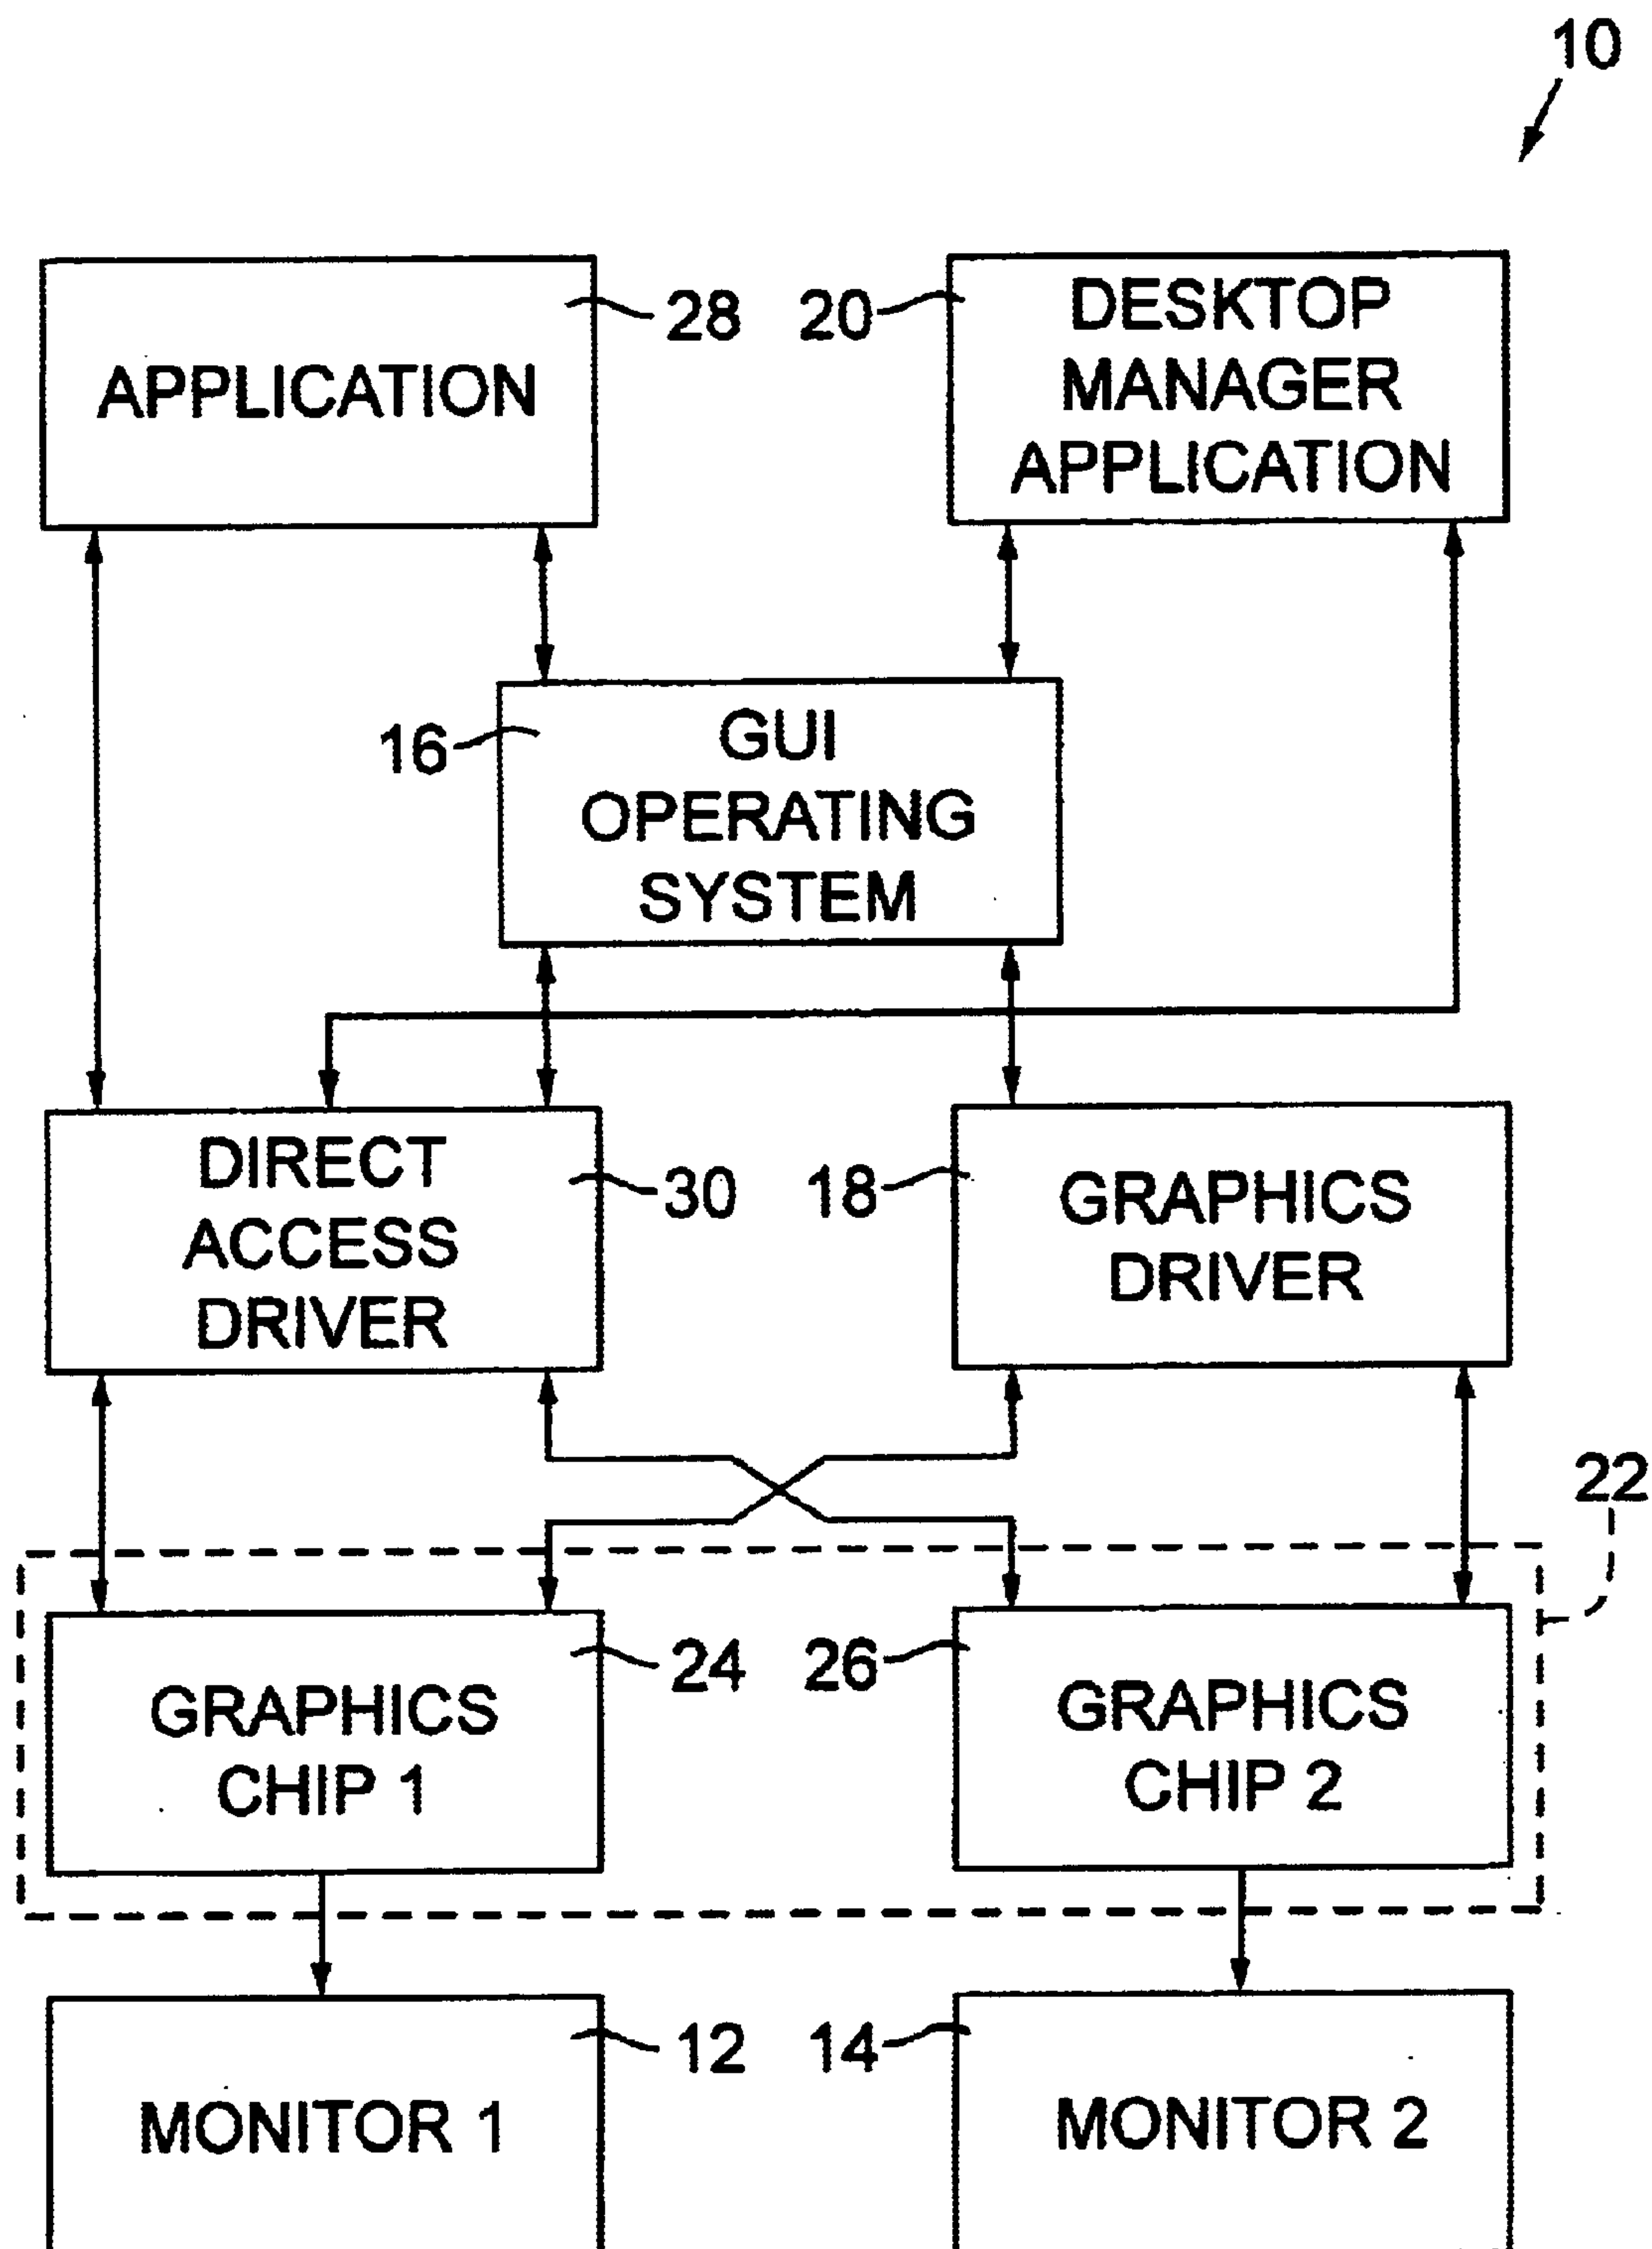 10
28
20
APPLICATION
DESKTOP
MANAGER
APPLICATION
16
GUI
OPERATING
SYSTEM
DIRECT
ACCESS
DRIVER
30
18
GRAPHICS
DRIVER
22
24
26
GRAPHICS
CHIP 1
GRAPHICS
CHIP 2
12
14
MONITOR 1
MONITOR 2